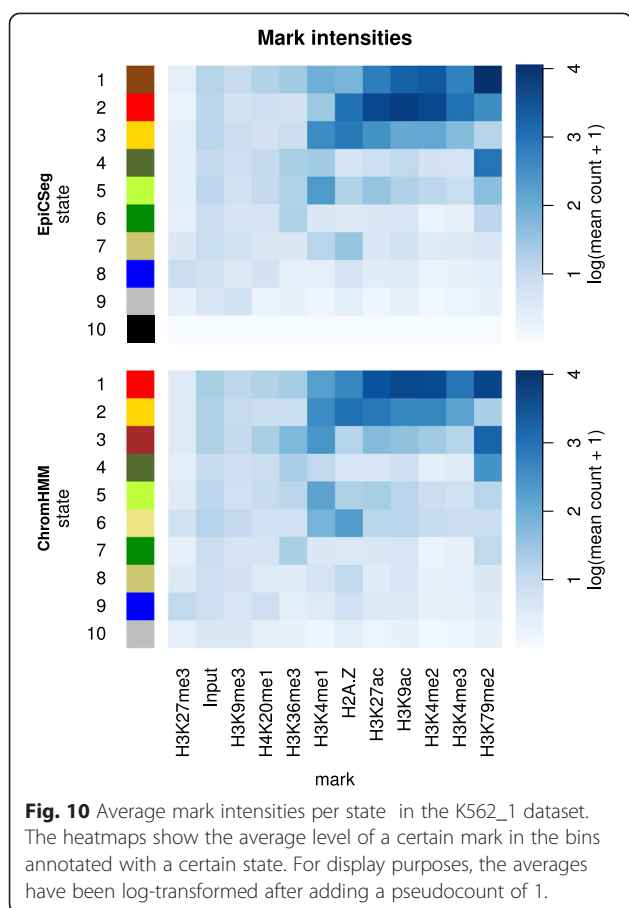 Mark intensities
1
2
3
4
5
6
7
8
9
10
EpiCSeg
state
4
3
2
1
log(mean count + 1)
1
2
3
4
5
6
7
8
9
10
ChromHMM
state
4
3
2
1
log(mean count + 1)
H3K27me3
Input
H3K9me3
H4K20me1
H3K36me3
H3K4me1
H2A.Z
H3K27ac
H3K9ac
H3K4me2
H3K4me3
H3K79me2
mark
Fig. 10 Average mark intensities per state in the K562_1 dataset.
The heatmaps show the average level of a certain mark in the bins
annotated with a certain state. For display purposes, the averages
have been log-transformed after adding a pseudocount of 1.